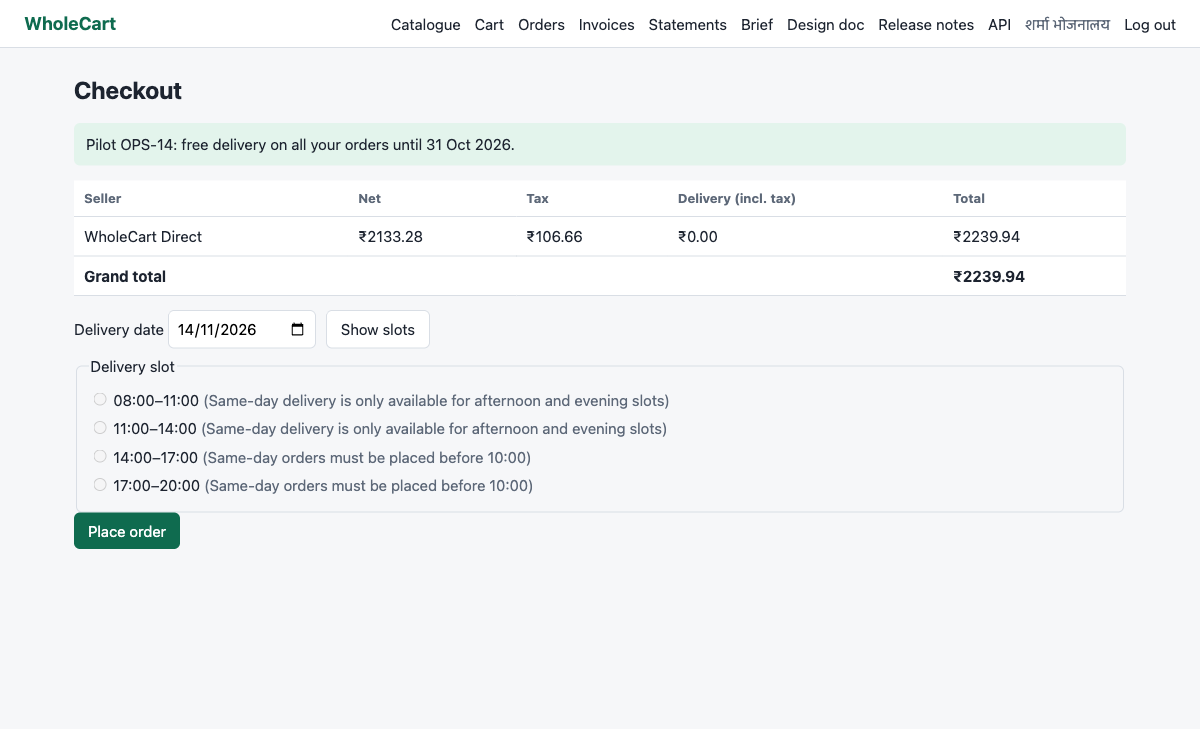 WholeCart
Catalogue Cart Orders Invoices Statements Brief Design doc Release notes API शर्मा भोजनालय Log out
Checkout
Pilot OPS-14: free delivery on all your orders until 31 Oct 2026.
Seller Net Tax Delivery (incl. tax) Total
WholeCart Direct ₹2133.28 ₹106.66 ₹0.00 ₹2239.94
Grand total ₹2239.94
Delivery date 14/11/2026 Show slots
Delivery slot
08:00–11:00 (Same-day delivery is only available for afternoon and evening slots)
11:00–14:00 (Same-day delivery is only available for afternoon and evening slots)
14:00–17:00 (Same-day orders must be placed before 10:00)
17:00–20:00 (Same-day orders must be placed before 10:00)
Place order